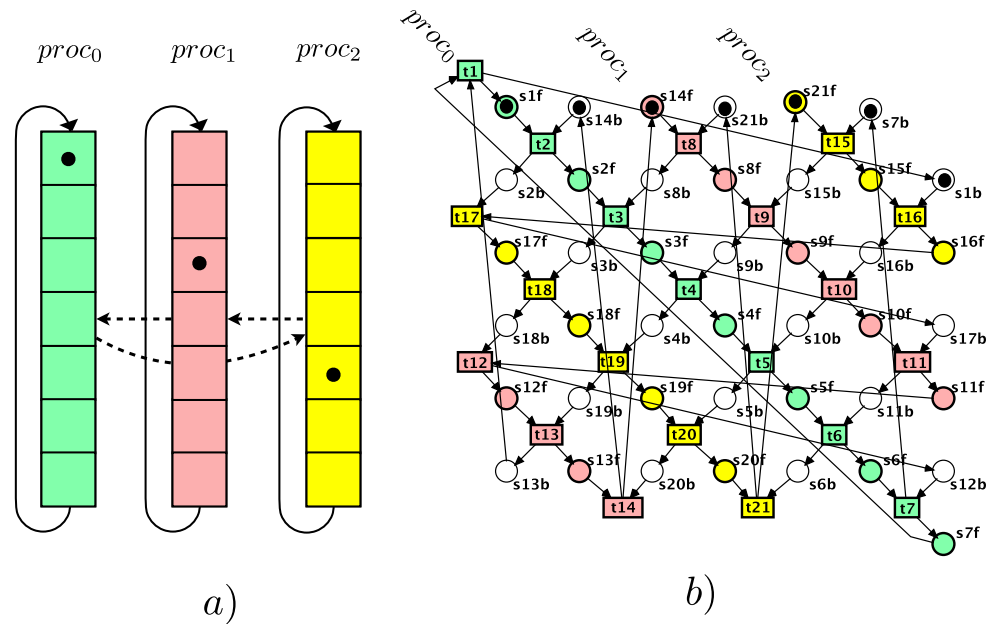 proc0 proc1 proc2
a)
proc0 proc1 proc2
t1
s1f s14b s14f s21b s21f s7b
t2 t8 t15
s2b s2f s8b s8f s15b s15f s1b
t17 t3 t9 t16
s17f s3b s3f s9b s9f s16b s16f
t18 t4 t10
s18b s18f s4b s4f s10b s10f s17b
t12 t19 t5 t11
s12f s19b s19f s5b s5f s11b s11f
t13 t20 t6
s13b s13f s20b s20f s6b s6f s12b
t14 t21 t7
s7f
b)